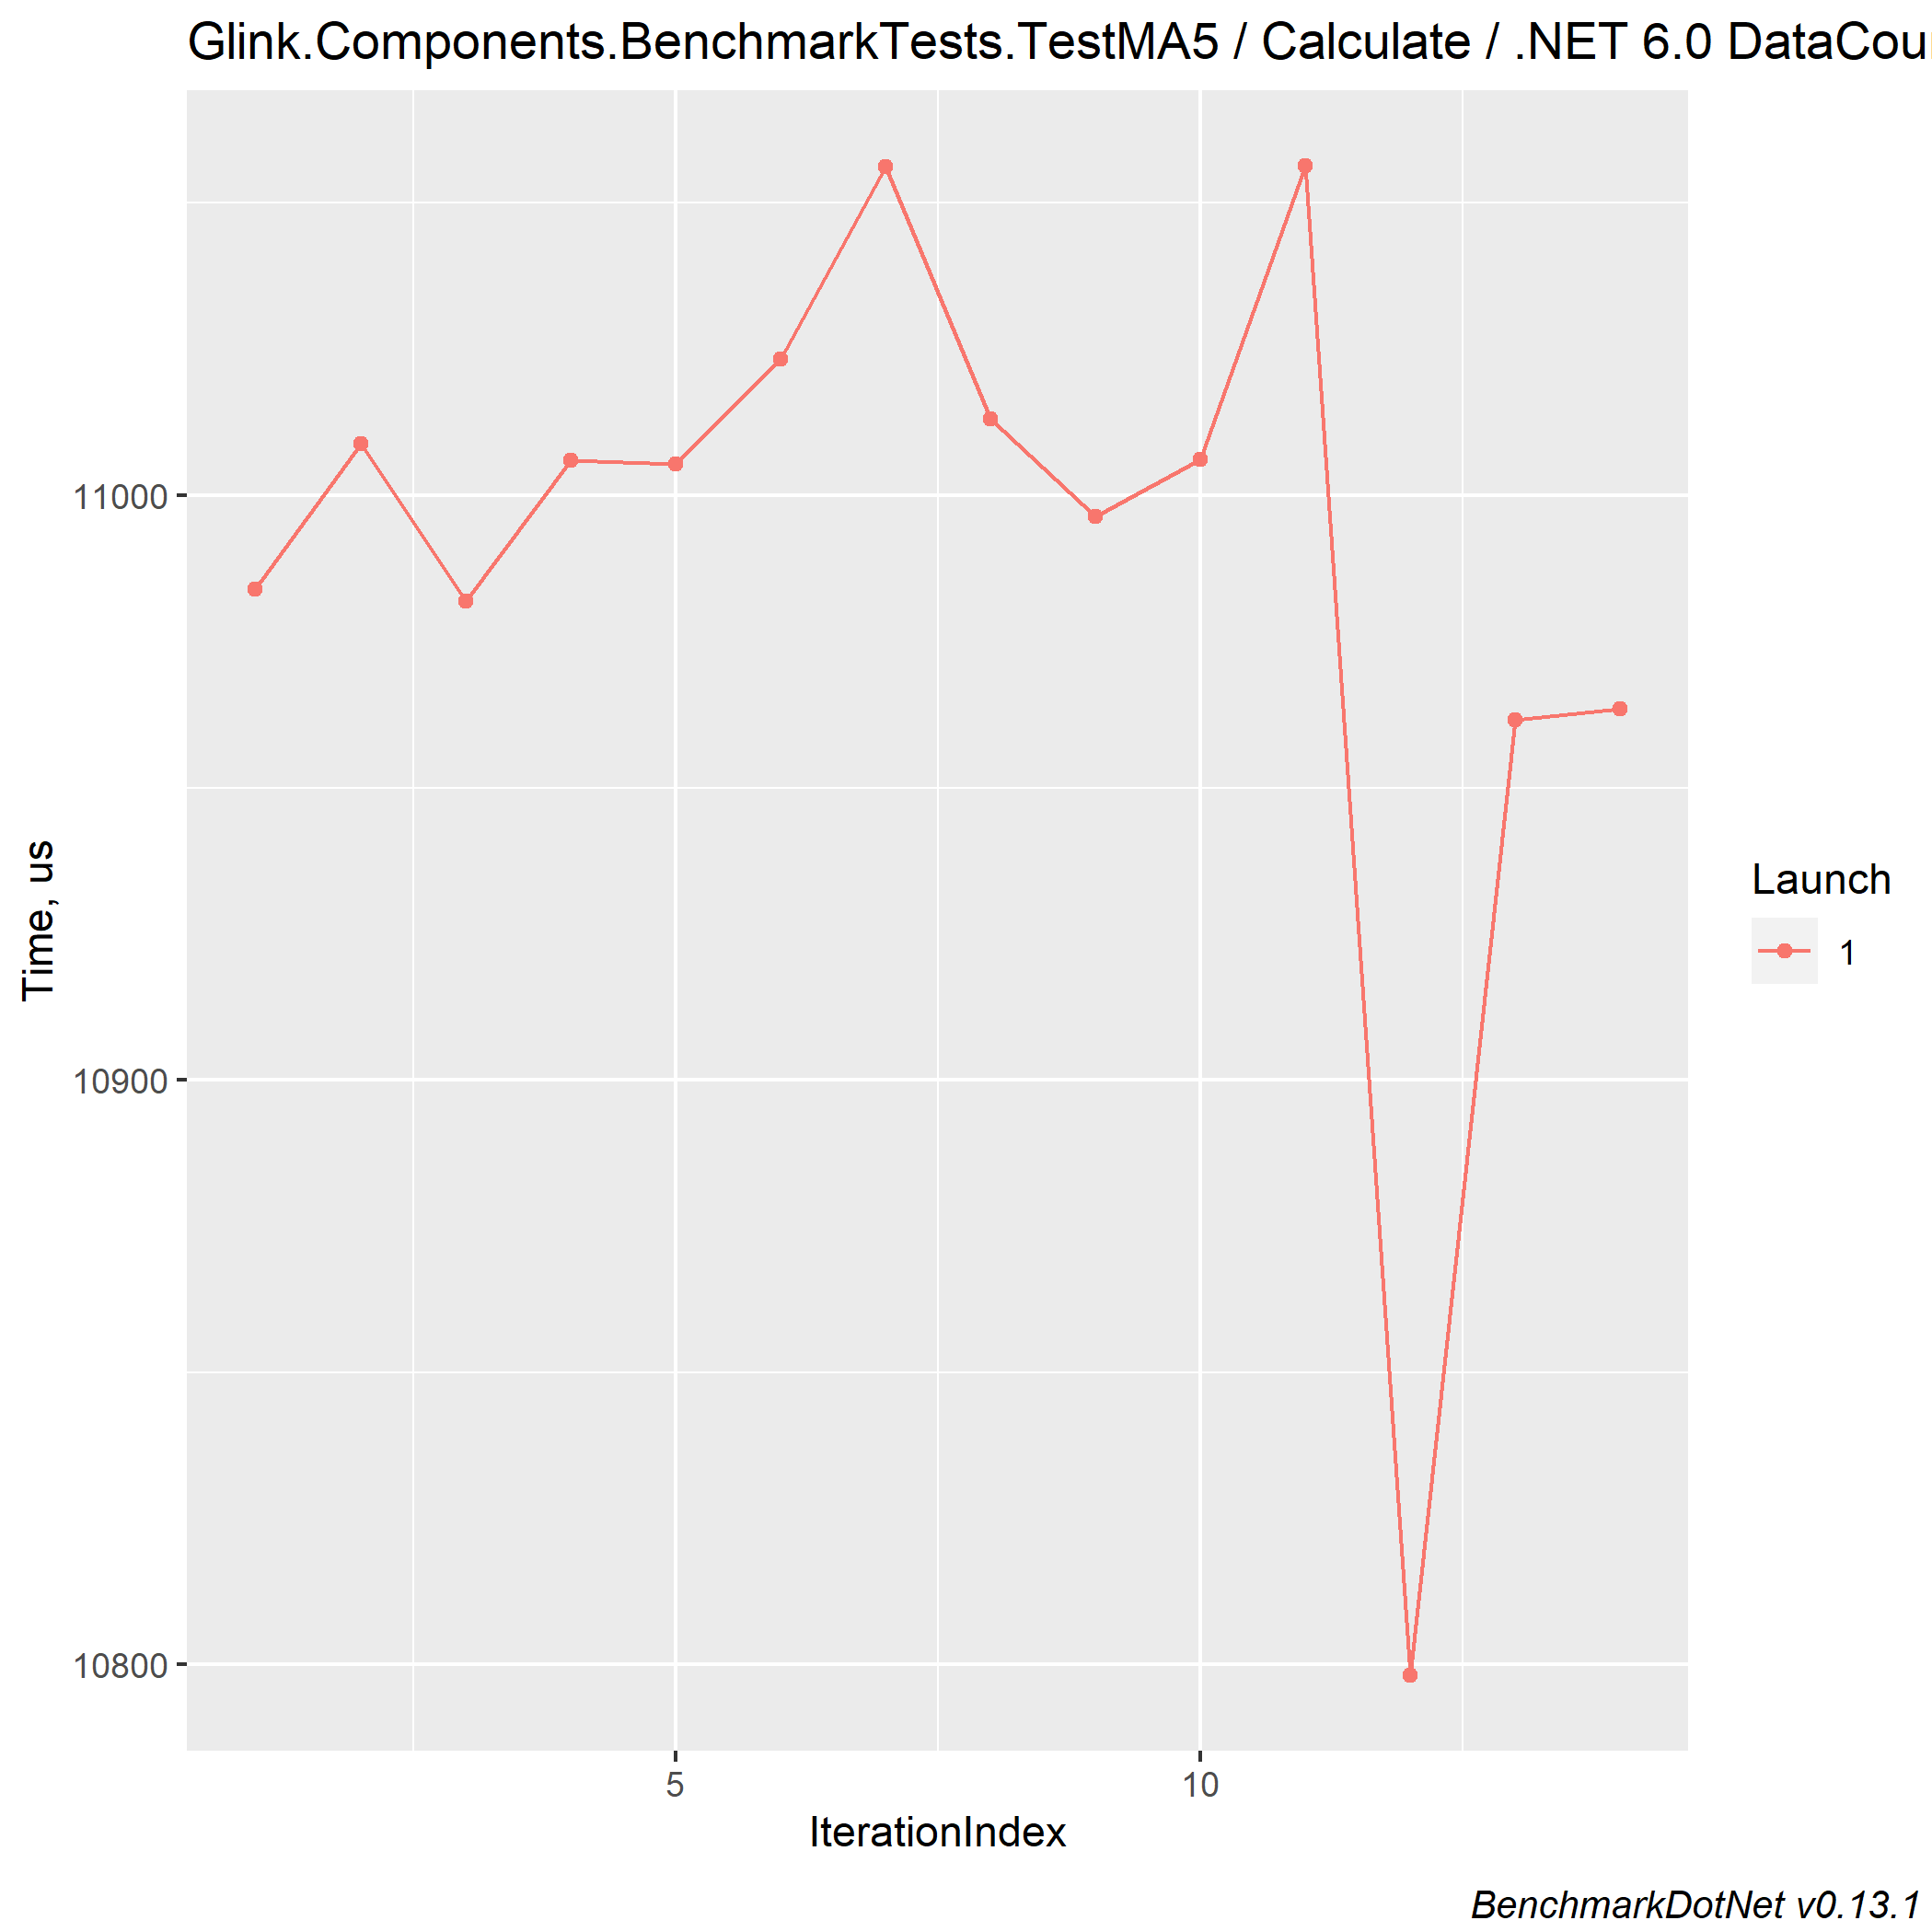 Glink.Components.BenchmarkTests.TestMA5 / Calculate / .NET 6.0
11000
10900
10800
Time, us
5
10
IterationIndex
Launch
1
BenchmarkDotNet v0.13.1